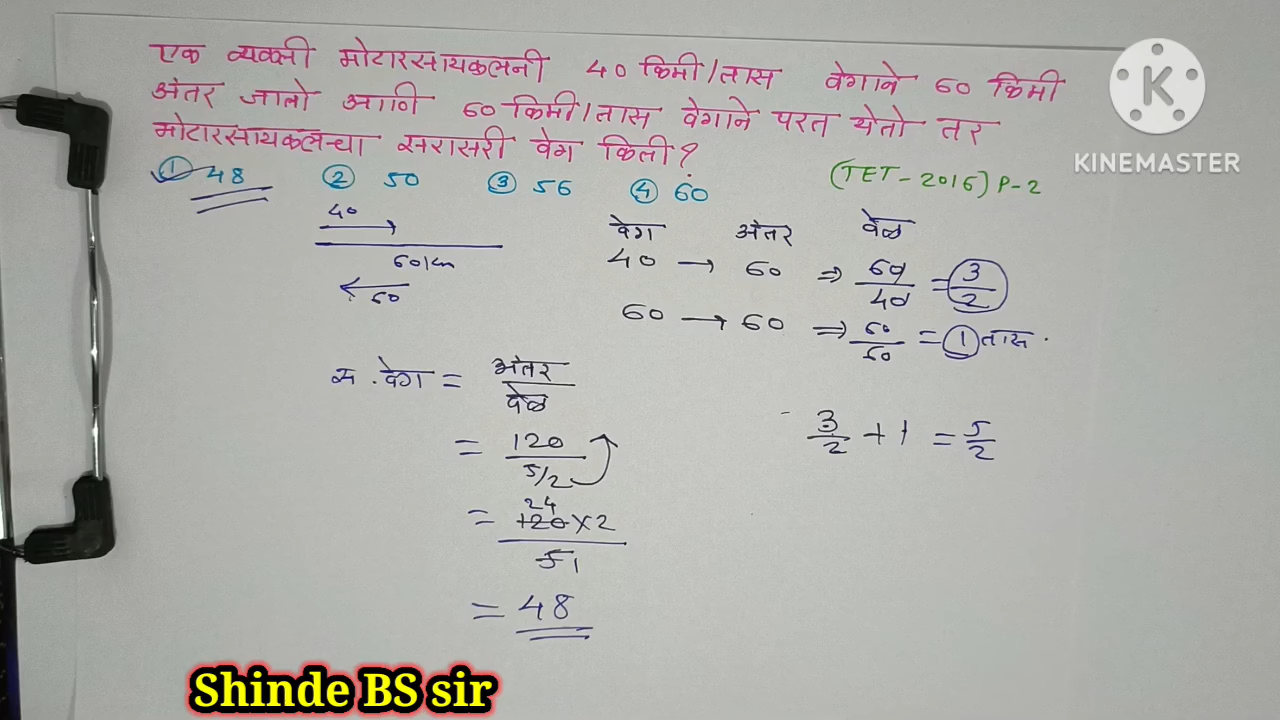 एक व्यक्ती मोटारसायकलनी 40 किमी/तास वेगाने 60 किमी
अंतर जातो आणि 60 किमी/तास वेगाने परत येतो तर
मोटारसायकलचा सरासरी वेग किती?
① 48 ② 50 ③ 56 ④ 60 (TET-2016) P-2
K
KINEMASTER
40
60km
60
वेग अंतर वेळ
40 → 60 ⇒ 60/40 = 3/2
60 → 60 ⇒ 60/60 = 1 तास.
स. वेग = अंतर/वेळ
= 120/5/2
3/2 + 1 = 5/2
= 24
120×2/5 1
= 48
Shinde BS sir